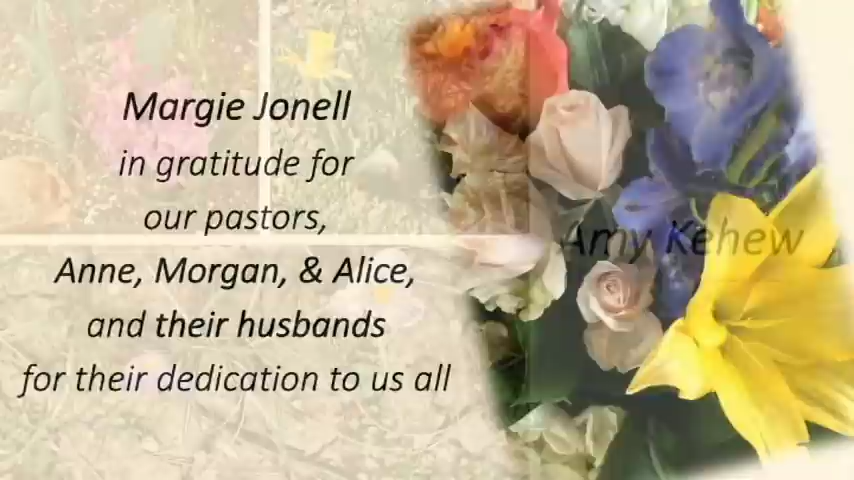 Margie Jonell
in gratitude for
our pastors,
Anne, Morgan, & Alice,
and their husbands
for their dedication to us all
Amy Kehew